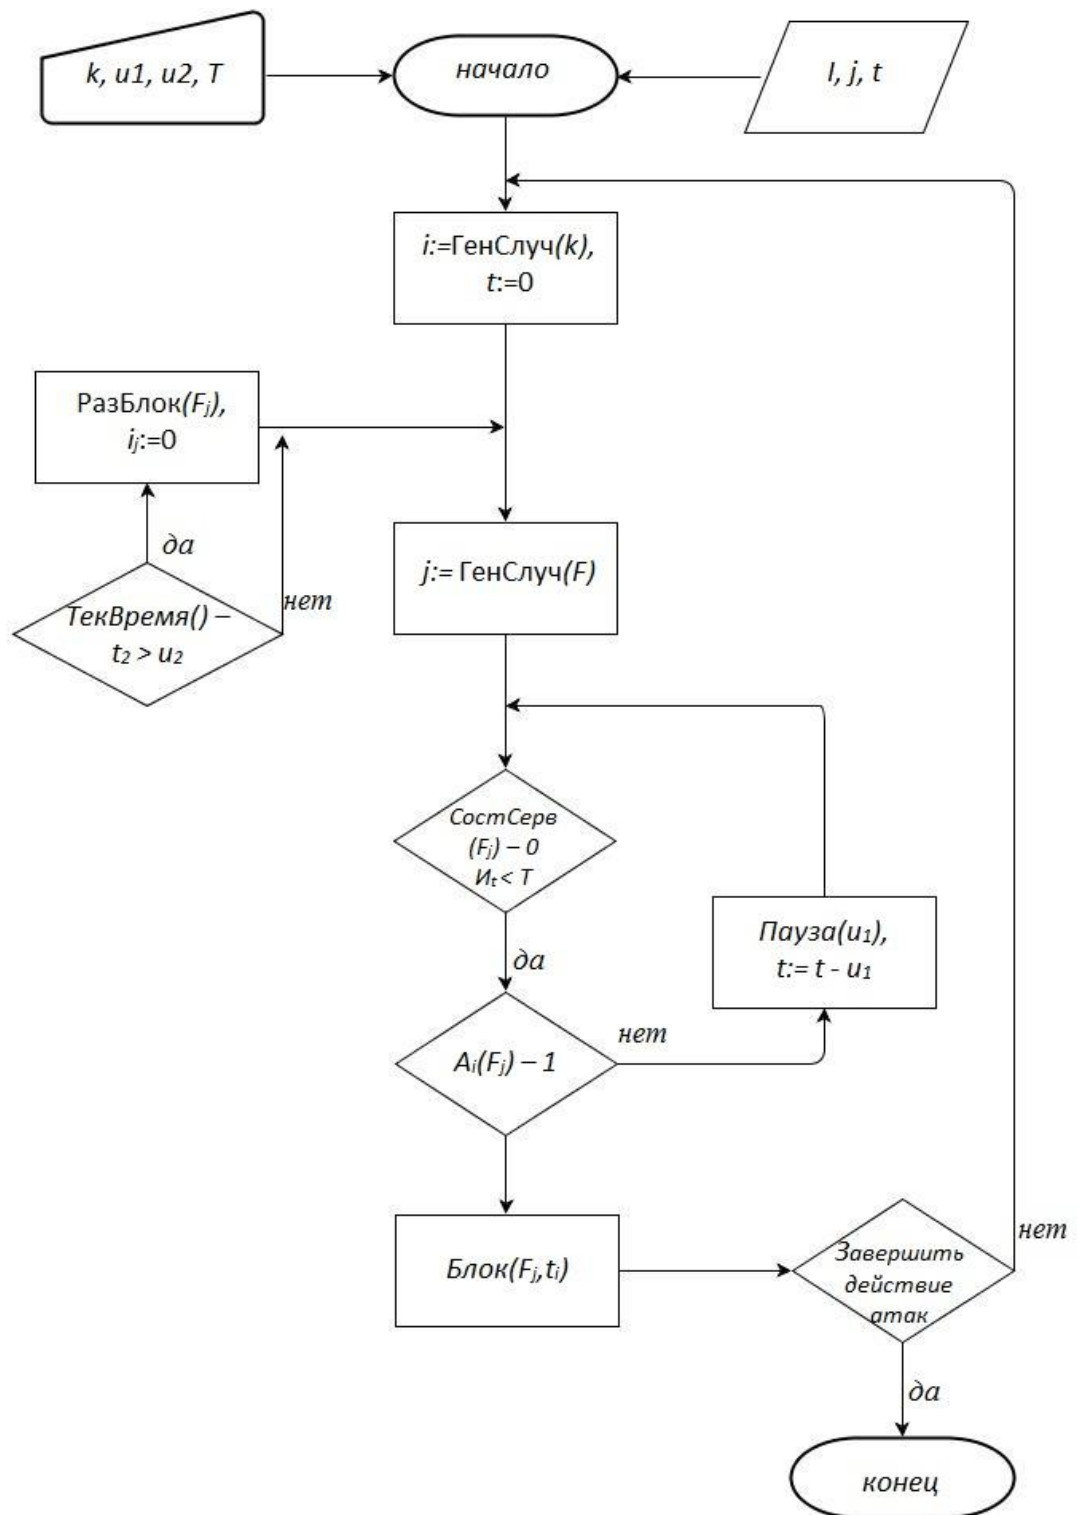 k, u1, u2, T
начало
I, j, t
i:=ГенСлуч(k),
t:=0
РазБлок(Fj),
ij:=0
да
ТекВремя() –
t2 > u2
нет
j:= ГенСлуч(F)
СостСерв
(Fj) – 0
Иt < T
да
Пауза(u1),
t:= t - u1
нет
Ai(Fj) – 1
Блок(Fj,ti)
Завершить
действие
атак
нет
да
конец